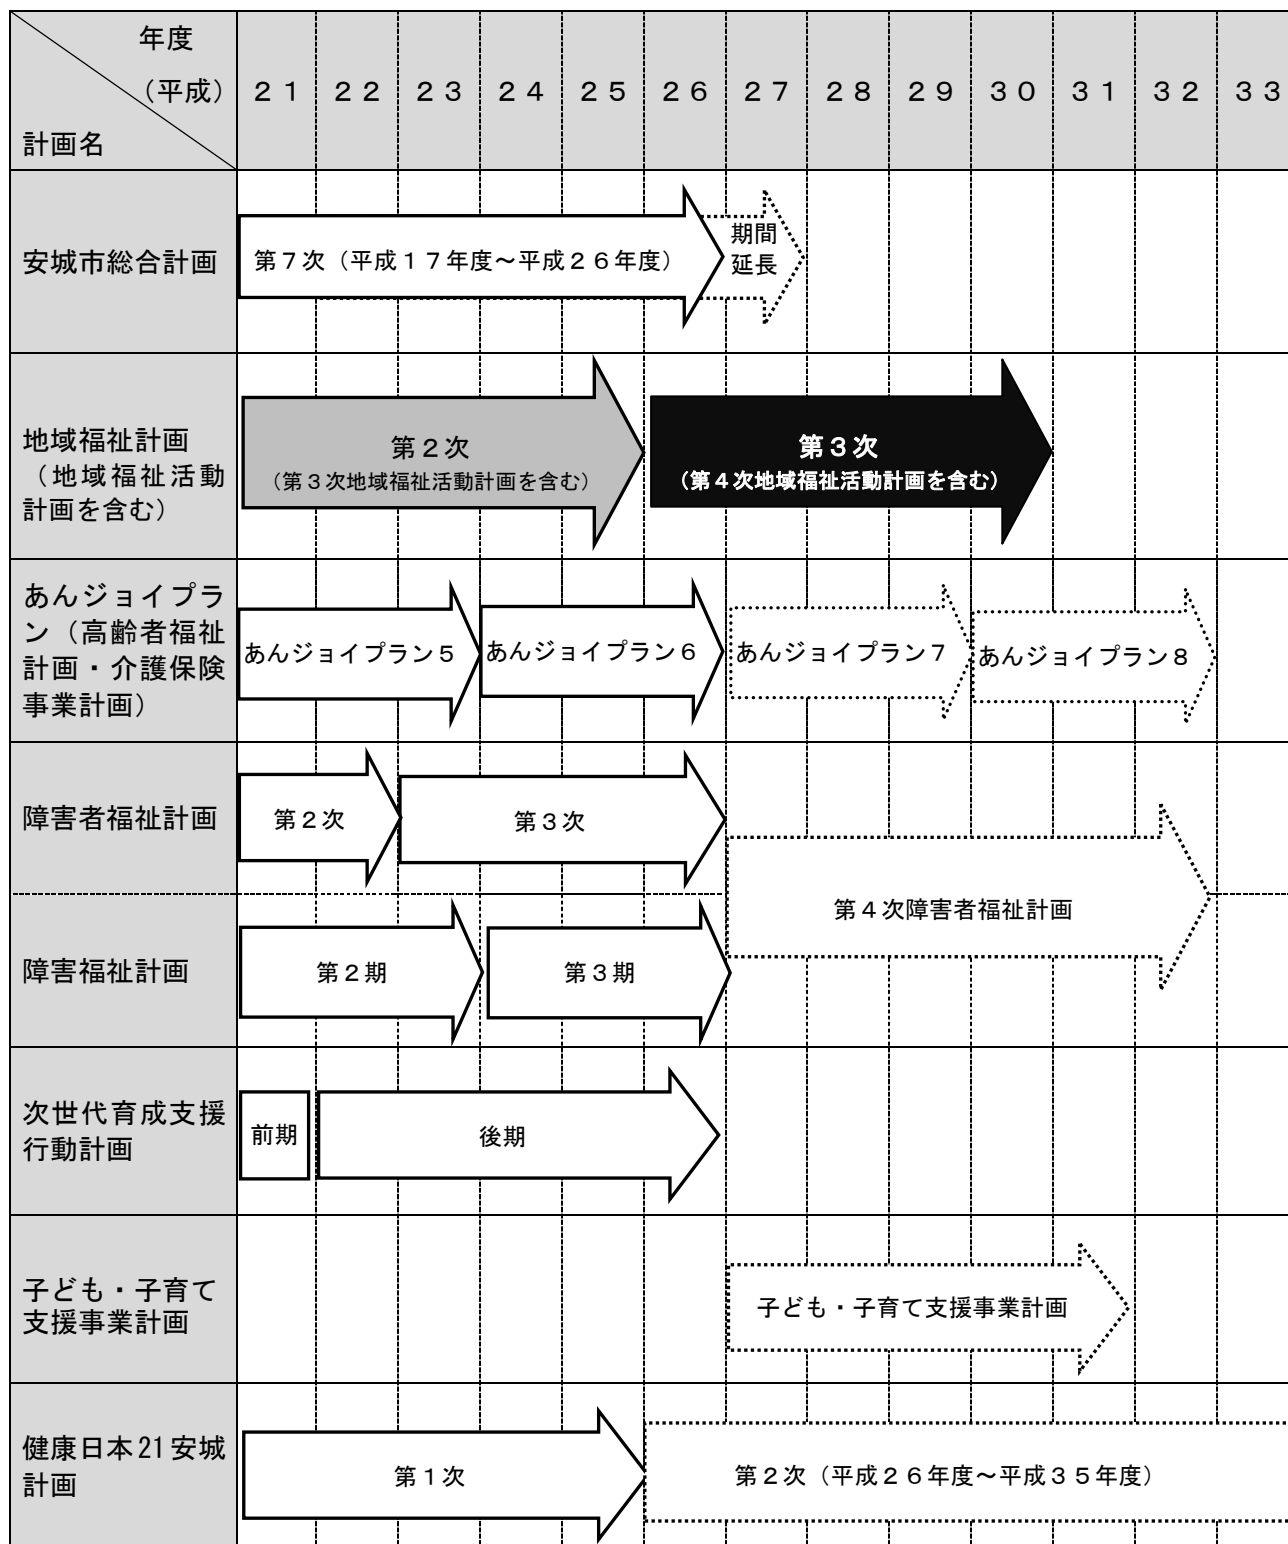 年度
（平成）
計画名
２１ ２２ ２３ ２４ ２５ ２６ ２７ ２８ ２９ ３０ ３１ ３２ ３３
安城市総合計画
第７次（平成１７年度～平成２６年度）
期間
延長
地域福祉計画
（地域福祉活動
計画を含む）
第２次
（第３次地域福祉活動計画を含む）
第３次
（第４次地域福祉活動計画を含む）
あんジョイプラ
ン（高齢者福祉
計画・介護保険
事業計画）
あんジョイプラン５
あんジョイプラン６
あんジョイプラン７
あんジョイプラン８
障害者福祉計画
第２次
第３次
第４次障害者福祉計画
障害福祉計画
第２期
第３期
次世代育成支援
行動計画
前期
後期
子ども・子育て
支援事業計画
子ども・子育て支援事業計画
健康日本21安城
計画
第１次
第２次（平成２６年度～平成３５年度）